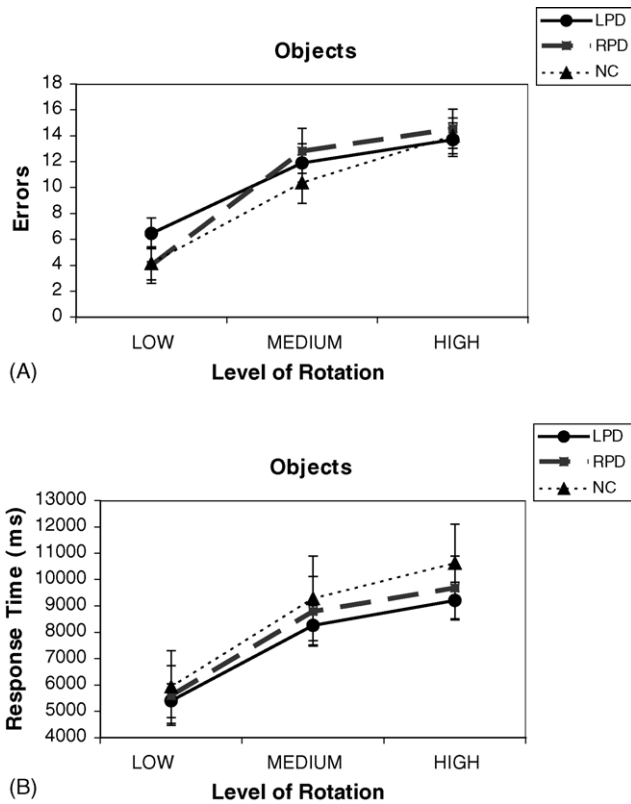 LPD
RPD
NC
Objects
18
16
14
12
10
8
6
4
2
0
Errors
LOW MEDIUM HIGH
(A) Level of Rotation
LPD
RPD
NC
Objects
13000
12000
11000
10000
9000
8000
7000
6000
5000
4000
Response Time (ms)
LOW MEDIUM HIGH
(B) Level of Rotation